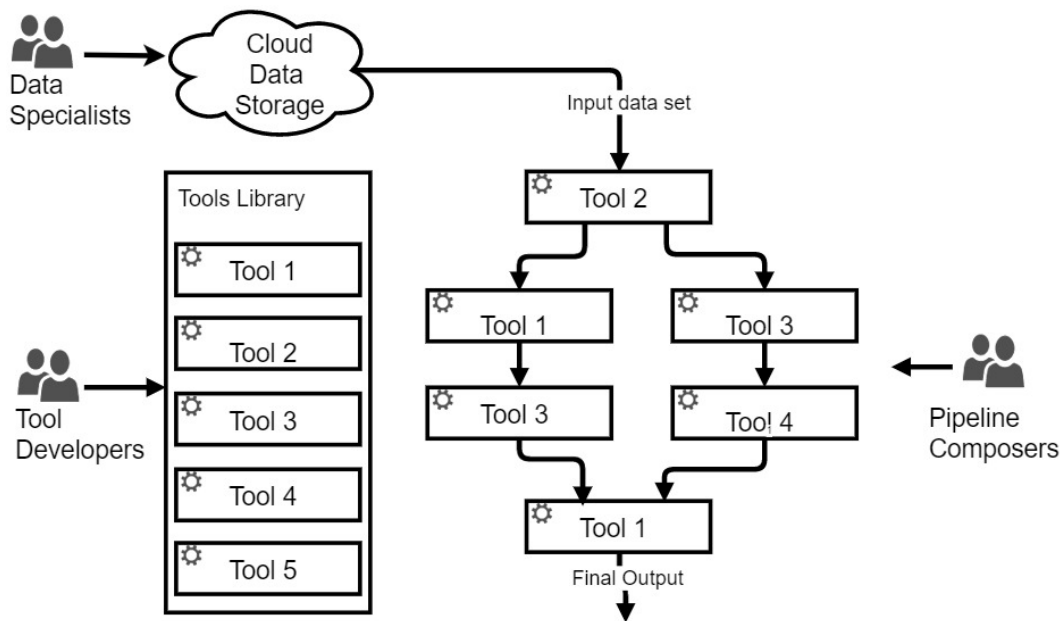 Data
Specialists
Cloud
Data
Storage
Input data set
Tools Library
Tool 1
Tool 2
Tool 3
Tool 4
Tool 5
Tool
Developers
Tool 2
Tool 1
Tool 3
Tool 3
Tool 4
Tool 1
Final Output
Pipeline
Composers